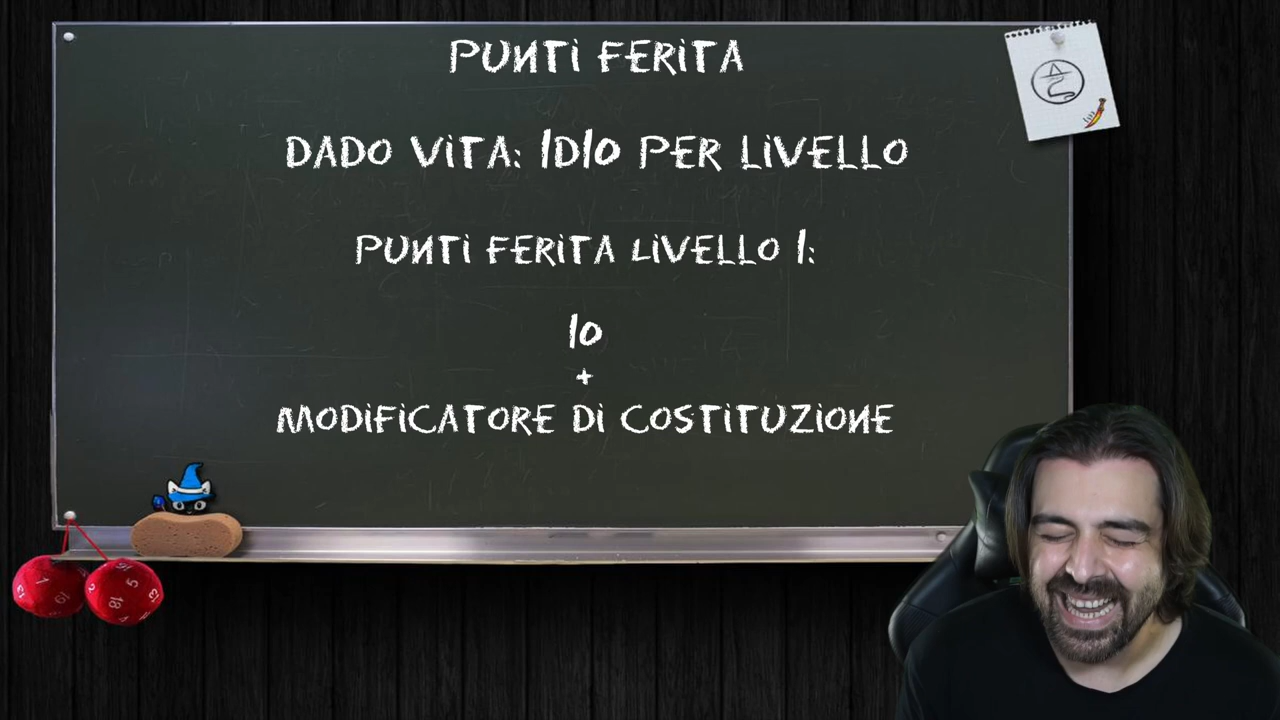 PUNTI FERITA
DADO VITA: 1D10 PER LIVELLO
PUNTI FERITA LIVELLO 1:
10
+
MODIFICATORE DI COSTITUZIONE